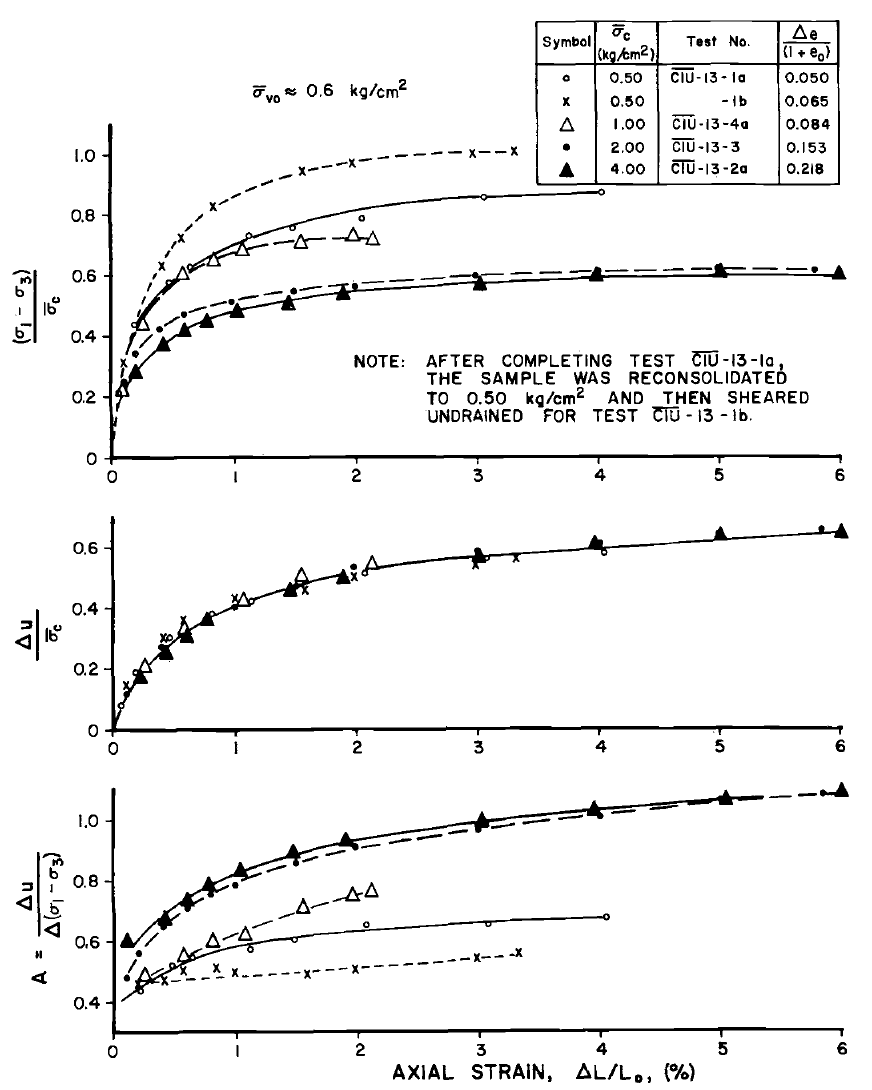 Symbol σ̄c (kg/cm²) Test No. Δe/(1 + e₀)
○ 0.50 C̅I̅U̅-13-1a 0.050
x 0.50 -1b 0.065
△ 1.00 C̅I̅U̅-13-4a 0.084
● 2.00 C̅I̅U̅-13-3 0.153
▲ 4.00 C̅I̅U̅-13-2a 0.218
σ̄vo ≈ 0.6 kg/cm²
(σ₁ - σ₃)/σ̄c
1.0
0.8
0.6
0.4
0.2
0
NOTE: AFTER COMPLETING TEST C̅I̅U̅-13-1a,
THE SAMPLE WAS RECONSOLIDATED
TO 0.50 kg/cm² AND THEN SHEARED
UNDRAINED FOR TEST C̅I̅U̅-13-1b.
0 1 2 3 4 5 6
Δu/σ̄c
0.6
0.4
0.2
0
0 1 2 3 4 5 6
A = Δu/Δ(σ₁ - σ₃)
1.0
0.8
0.6
0.4
0 1 2 3 4 5 6
AXIAL STRAIN, ΔL/L₀, (%)